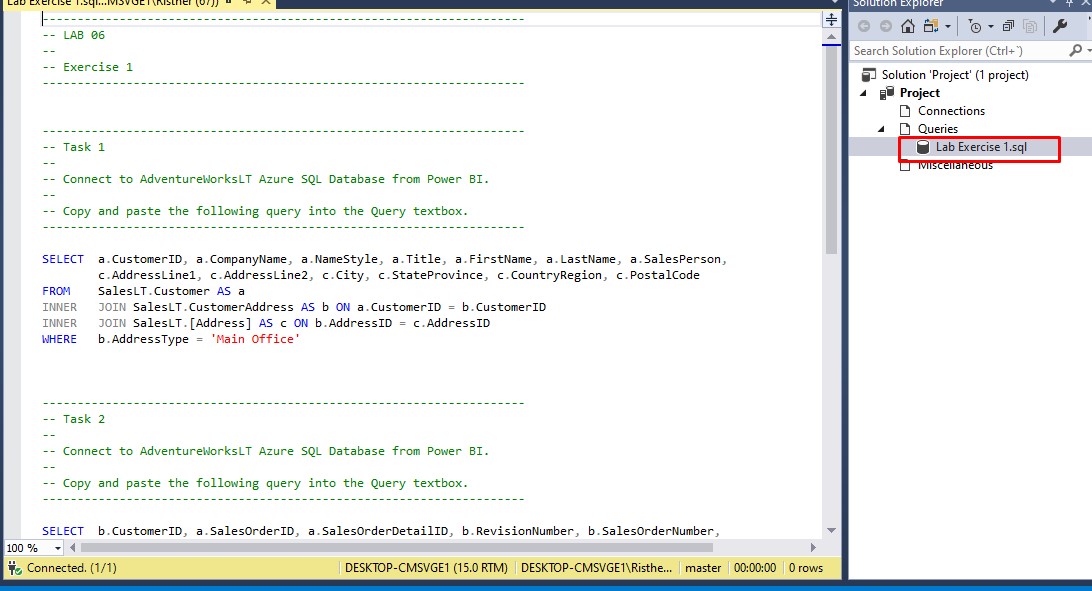 Lab Exercise 1.sql...MSVGE1\Risther (67))
------------------------------------------------------------------------
-- LAB 06
--
-- Exercise 1
------------------------------------------------------------------------
------------------------------------------------------------------------
-- Task 1
--
-- Connect to AdventureWorksLT Azure SQL Database from Power BI.
--
-- Copy and paste the following query into the Query textbox.
------------------------------------------------------------------------
SELECT  a.CustomerID, a.CompanyName, a.NameStyle, a.Title, a.FirstName, a.LastName, a.SalesPerson,
        c.AddressLine1, c.AddressLine2, c.City, c.StateProvince, c.CountryRegion, c.PostalCode
FROM    SalesLT.Customer AS a
INNER   JOIN SalesLT.CustomerAddress AS b ON a.CustomerID = b.CustomerID
INNER   JOIN SalesLT.[Address] AS c ON b.AddressID = c.AddressID
WHERE   b.AddressType = 'Main Office'
------------------------------------------------------------------------
-- Task 2
--
-- Connect to AdventureWorksLT Azure SQL Database from Power BI.
--
-- Copy and paste the following query into the Query textbox.
------------------------------------------------------------------------
SELECT  b.CustomerID, a.SalesOrderID, a.SalesOrderDetailID, b.RevisionNumber, b.SalesOrderNumber,
100 %
Connected. (1/1)
DESKTOP-CMSVGE1 (15.0 RTM)
DESKTOP-CMSVGE1\Risthe...
master
00:00:00
0 rows
Solution Explorer
Search Solution Explorer (Ctrl+`)
Solution 'Project' (1 project)
Project
Connections
Queries
Lab Exercise 1.sql
Miscellaneous